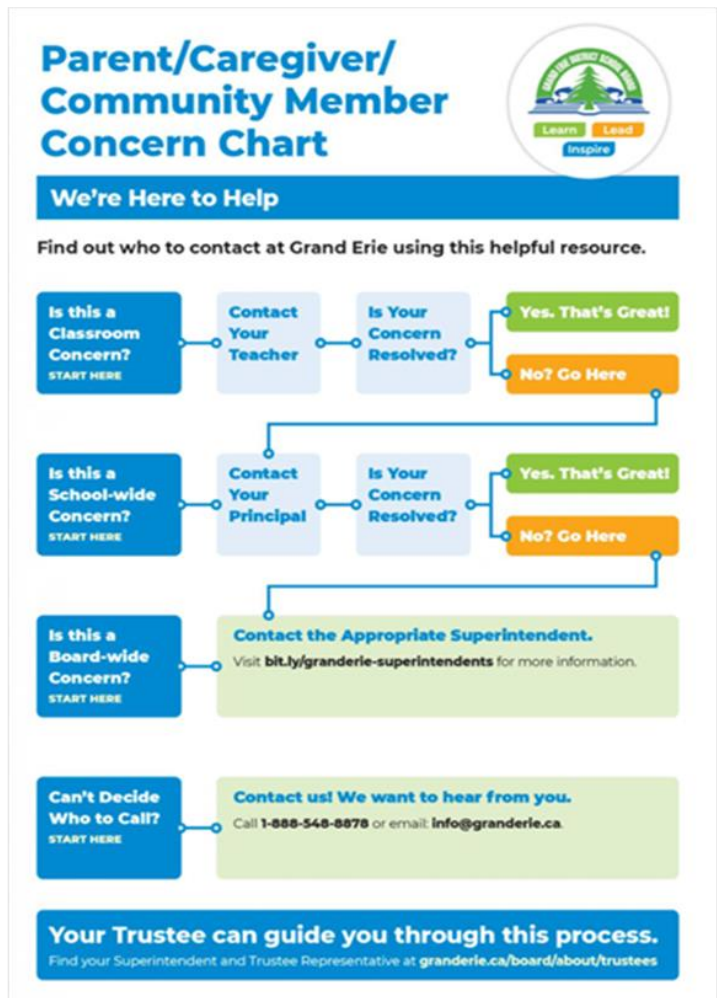 Parent/Caregiver/
Community Member
Concern Chart
GRAND ERIE DISTRICT SCHOOL BOARD
Learn Lead
Inspire
We're Here to Help
Find out who to contact at Grand Erie using this helpful resource.
Is this a
Classroom
Concern?
START HERE
Contact
Your
Teacher
Is Your
Concern
Resolved?
Yes. That's Great!
No? Go Here
Is this a
School-wide
Concern?
START HERE
Contact
Your
Principal
Is Your
Concern
Resolved?
Yes. That's Great!
No? Go Here
Is this a
Board-wide
Concern?
START HERE
Contact the Appropriate Superintendent.
Visit bit.ly/granderie-superintendents for more information.
Can't Decide
Who to Call?
START HERE
Contact us! We want to hear from you.
Call 1-888-548-8878 or email: info@granderie.ca.
Your Trustee can guide you through this process.
Find your Superintendent and Trustee Representative at granderie.ca/board/about/trustees